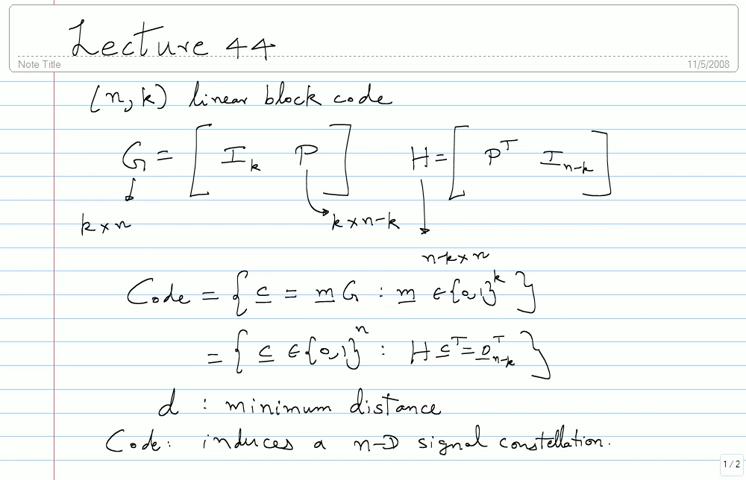 Lecture 44
Note Title
11/5/2008
(n, k) linear block code
G = [ I_k P ] H = [ P^T I_{n-k} ]
k × n
k × n-k
n-k × n
Code = { c = m G : m ∈ {0,1}^k }
= { c ∈ {0,1}^n : H c^T = 0^T_{n-k} }
d : minimum distance
Code: induces a n-D signal constellation.
1/2